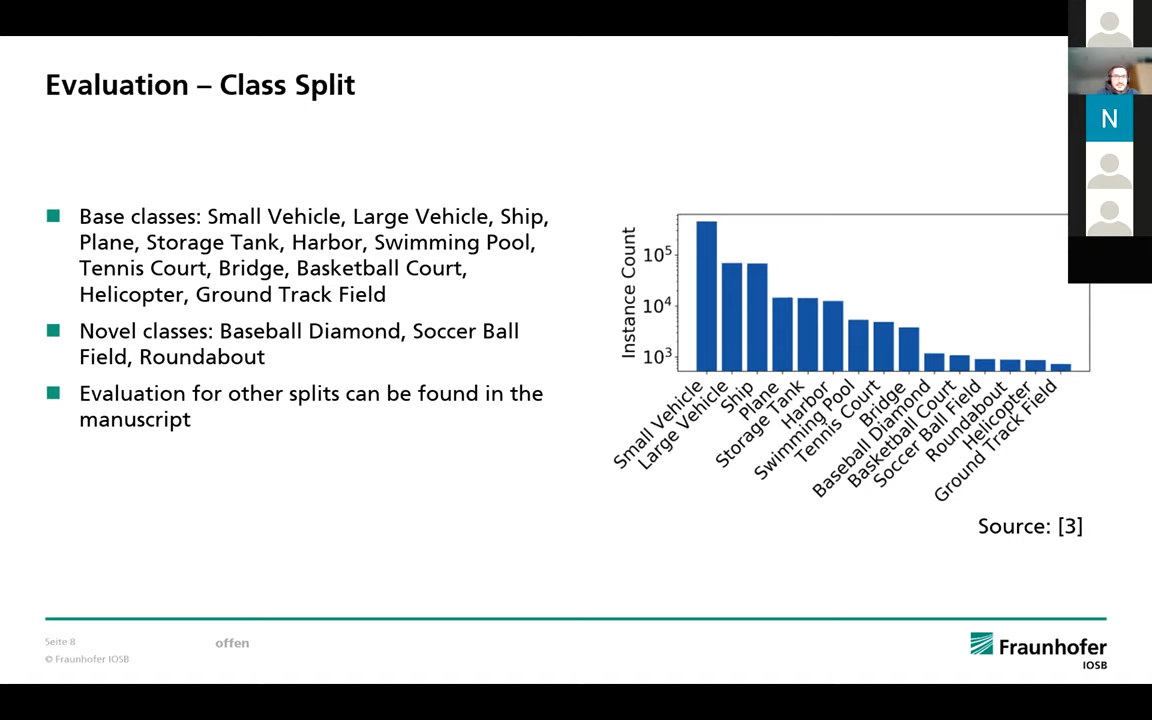 Evaluation – Class Split
N
Base classes: Small Vehicle, Large Vehicle, Ship,
Plane, Storage Tank, Harbor, Swimming Pool,
Tennis Court, Bridge, Basketball Court,
Helicopter, Ground Track Field
Novel classes: Baseball Diamond, Soccer Ball
Field, Roundabout
Evaluation for other splits can be found in the
manuscript
Instance Count
10⁵
10⁴
10³
Small Vehicle
Large Vehicle
Ship
Plane
Storage Tank
Harbor
Swimming Pool
Tennis Court
Bridge
Baseball Diamond
Basketball Court
Soccer Ball Field
Roundabout
Helicopter
Ground Track Field
Source: [3]
Seite 8
offen
© Fraunhofer IOSB
Fraunhofer
IOSB